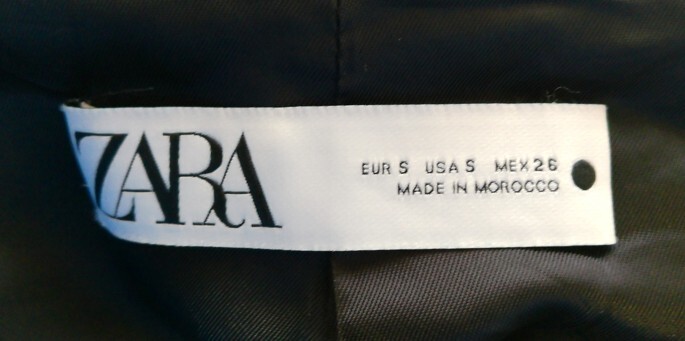 ZARA
EUR S USA S MEX 26
MADE IN MOROCCO